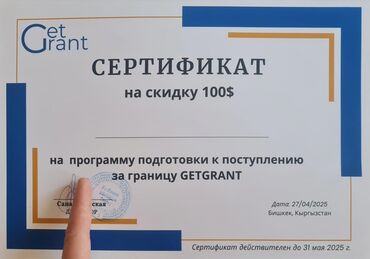 Get
Grant
СЕРТИФИКАТ
на скидку 100$
на программу подготовки к поступлению
за границу GETGRANT
Дата: 27/04/2025
Бишкек, Кыргызстан
Сертификат действителен до 31 мая 2025 г.